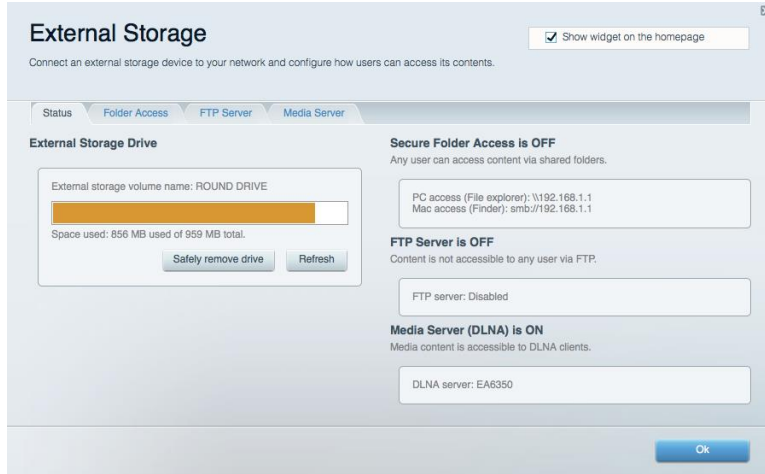 External Storage
Show widget on the homepage
Connect an external storage device to your network and configure how users can access its contents.
Status
Folder Access
FTP Server
Media Server
External Storage Drive
External storage volume name: ROUND DRIVE
Space used: 856 MB used of 959 MB total.
Safely remove drive
Refresh
Secure Folder Access is OFF
Any user can access content via shared folders.
PC access (File explorer): \\192.168.1.1
Mac access (Finder): smb://192.168.1.1
FTP Server is OFF
Content is not accessible to any user via FTP.
FTP server: Disabled
Media Server (DLNA) is ON
Media content is accessible to DLNA clients.
DLNA server: EA6350
Ok